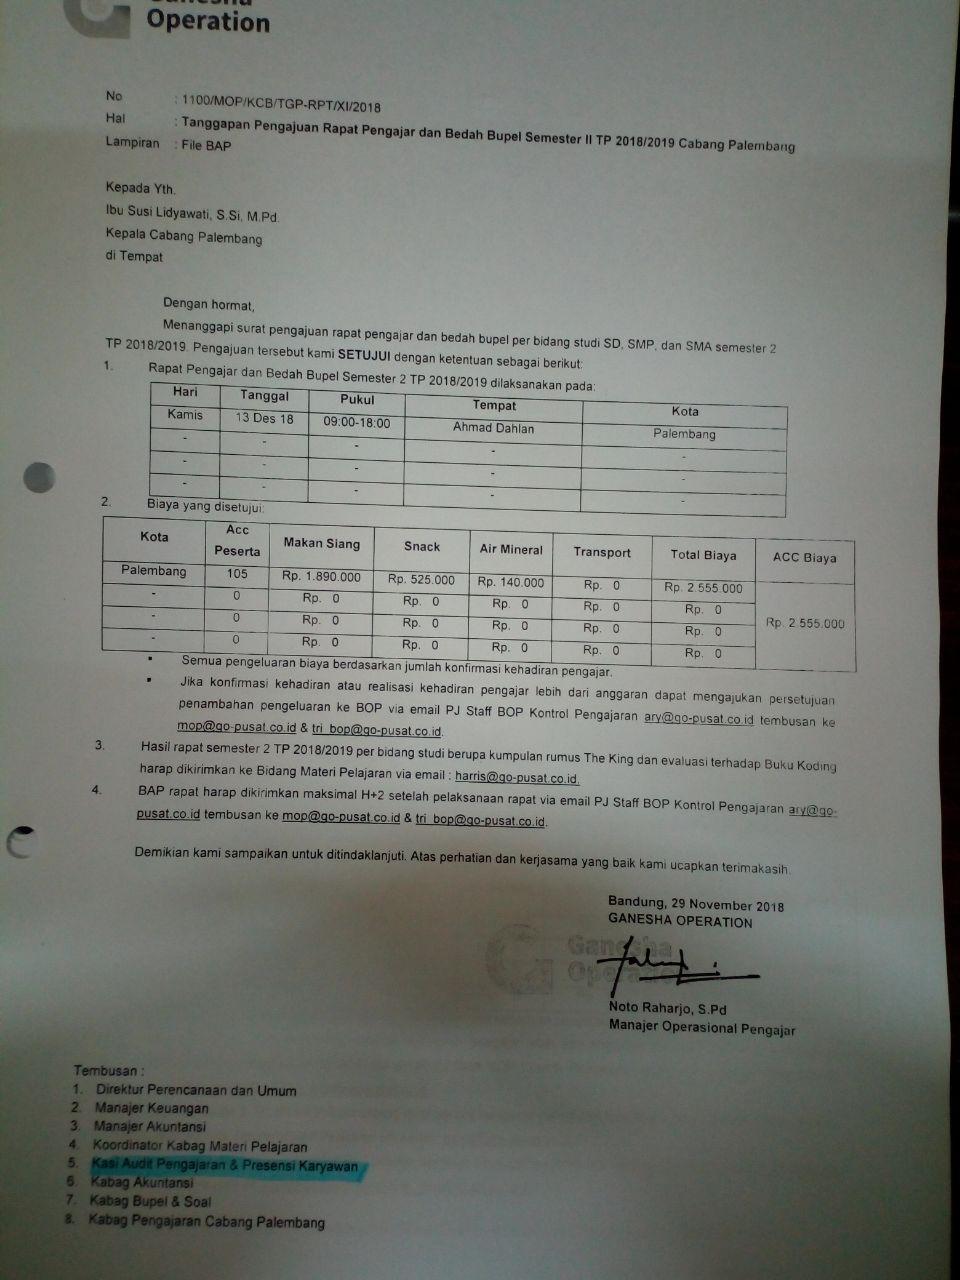 Ganesha
Operation
No : 1100/MOP/KCB/TGP-RPT/XI/2018
Hal : Tanggapan Pengajuan Rapat Pengajar dan Bedah Bupel Semester II TP 2018/2019 Cabang Palembang
Lampiran : File BAP
Kepada Yth.
Ibu Susi Lidyawati, S.Si, M.Pd.
Kepala Cabang Palembang
di Tempat
Dengan hormat,
Menanggapi surat pengajuan rapat pengajar dan bedah bupel per bidang studi SD, SMP, dan SMA semester 2
TP 2018/2019. Pengajuan tersebut kami SETUJUI dengan ketentuan sebagai berikut:
1. Rapat Pengajar dan Bedah Bupel Semester 2 TP 2018/2019 dilaksanakan pada:
Hari Tanggal Pukul Tempat Kota
Kamis 13 Des 18 09:00-18:00 Ahmad Dahlan Palembang
- - - - -
- - - - -
- - - - -
2. Biaya yang disetujui:
Kota Acc Peserta Makan Siang Snack Air Mineral Transport Total Biaya ACC Biaya
Palembang 105 Rp. 1.890.000 Rp. 525.000 Rp. 140.000 Rp. 0 Rp. 2.555.000 Rp. 2.555.000
- 0 Rp. 0 Rp. 0 Rp. 0 Rp. 0 Rp. 0
- 0 Rp. 0 Rp. 0 Rp. 0 Rp. 0 Rp. 0
- 0 Rp. 0 Rp. 0 Rp. 0 Rp. 0 Rp. 0
▪ Semua pengeluaran biaya berdasarkan jumlah konfirmasi kehadiran pengajar.
▪ Jika konfirmasi kehadiran atau realisasi kehadiran pengajar lebih dari anggaran dapat mengajukan persetujuan
penambahan pengeluaran ke BOP via email PJ Staff BOP Kontrol Pengajaran ary@go-pusat.co.id tembusan ke
mop@go-pusat.co.id & tri_bop@go-pusat.co.id.
3. Hasil rapat semester 2 TP 2018/2019 per bidang studi berupa kumpulan rumus The King dan evaluasi terhadap Buku Koding
harap dikirimkan ke Bidang Materi Pelajaran via email : harris@go-pusat.co.id.
4. BAP rapat harap dikirimkan maksimal H+2 setelah pelaksanaan rapat via email PJ Staff BOP Kontrol Pengajaran ary@go-
pusat.co.id tembusan ke mop@go-pusat.co.id & tri_bop@go-pusat.co.id.
Demikian kami sampaikan untuk ditindaklanjuti. Atas perhatian dan kerjasama yang baik kami ucapkan terimakasih.
Bandung, 29 November 2018
GANESHA OPERATION
Ganesha
Operation
Noto Raharjo, S.Pd
Manajer Operasional Pengajar
Tembusan :
1. Direktur Perencanaan dan Umum
2. Manajer Keuangan
3. Manajer Akuntansi
4. Koordinator Kabag Materi Pelajaran
5. Kasi Audit Pengajaran & Presensi Karyawan
6. Kabag Akuntansi
7. Kabag Bupel & Soal
8. Kabag Pengajaran Cabang Palembang